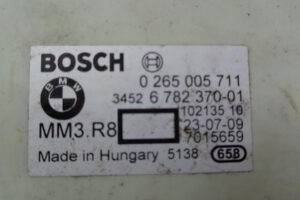 BOSCH
BMW
0 265 005 711
3452 6 782 370-01
102135 10
MM3.R8
23-07-09
7015659
Made in Hungary 5138 65B